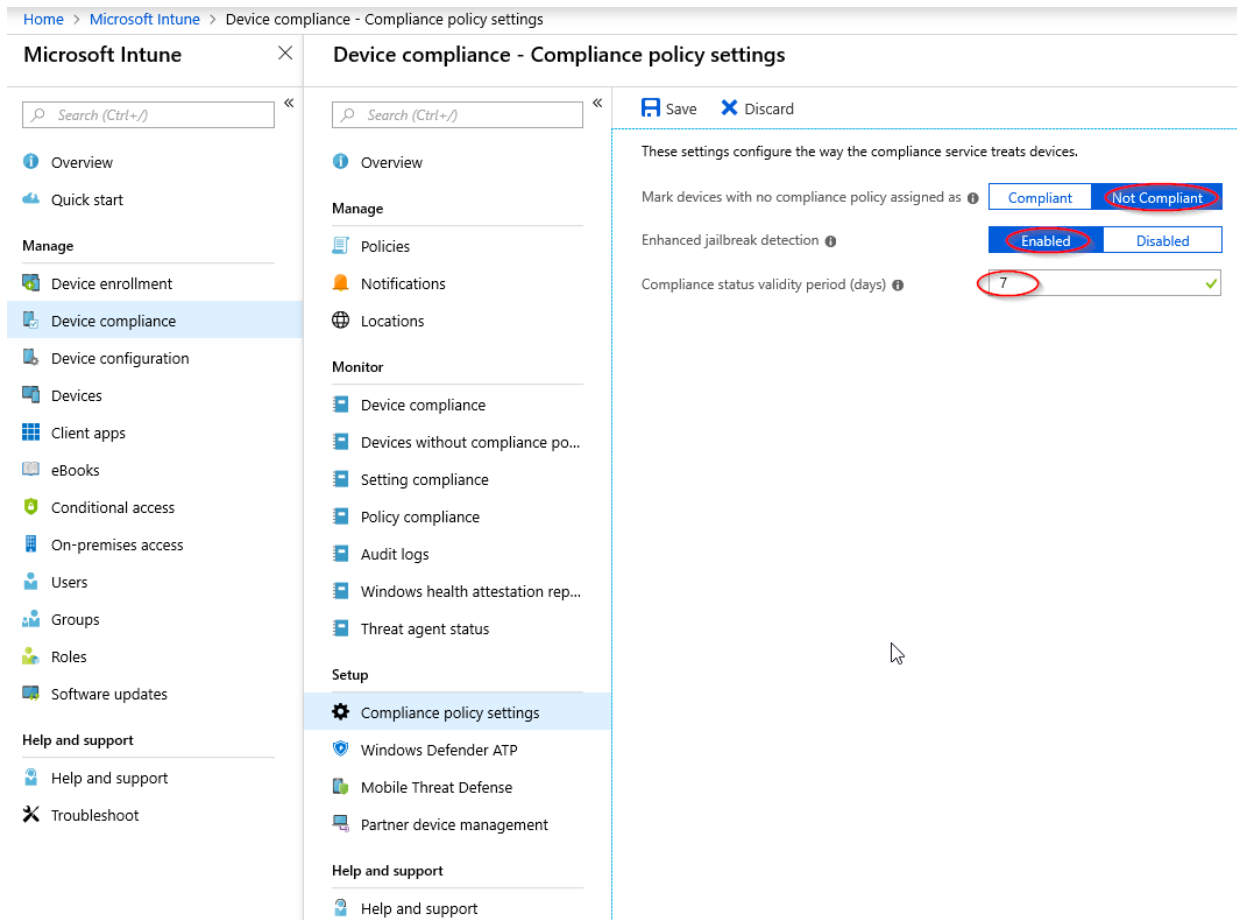 Home > Microsoft Intune > Device compliance - Compliance policy settings
Microsoft Intune
Search (Ctrl+/)
Overview
Quick start
Manage
Device enrollment
Device compliance
Device configuration
Devices
Client apps
eBooks
Conditional access
On-premises access
Users
Groups
Roles
Software updates
Help and support
Help and support
Troubleshoot
Device compliance - Compliance policy settings
Search (Ctrl+/)
Overview
Manage
Policies
Notifications
Locations
Monitor
Device compliance
Devices without compliance po...
Setting compliance
Policy compliance
Audit logs
Windows health attestation rep...
Threat agent status
Setup
Compliance policy settings
Windows Defender ATP
Mobile Threat Defense
Partner device management
Help and support
Help and support
Save Discard
These settings configure the way the compliance service treats devices.
Mark devices with no compliance policy assigned as Compliant Not Compliant
Enhanced jailbreak detection Enabled Disabled
Compliance status validity period (days) 7